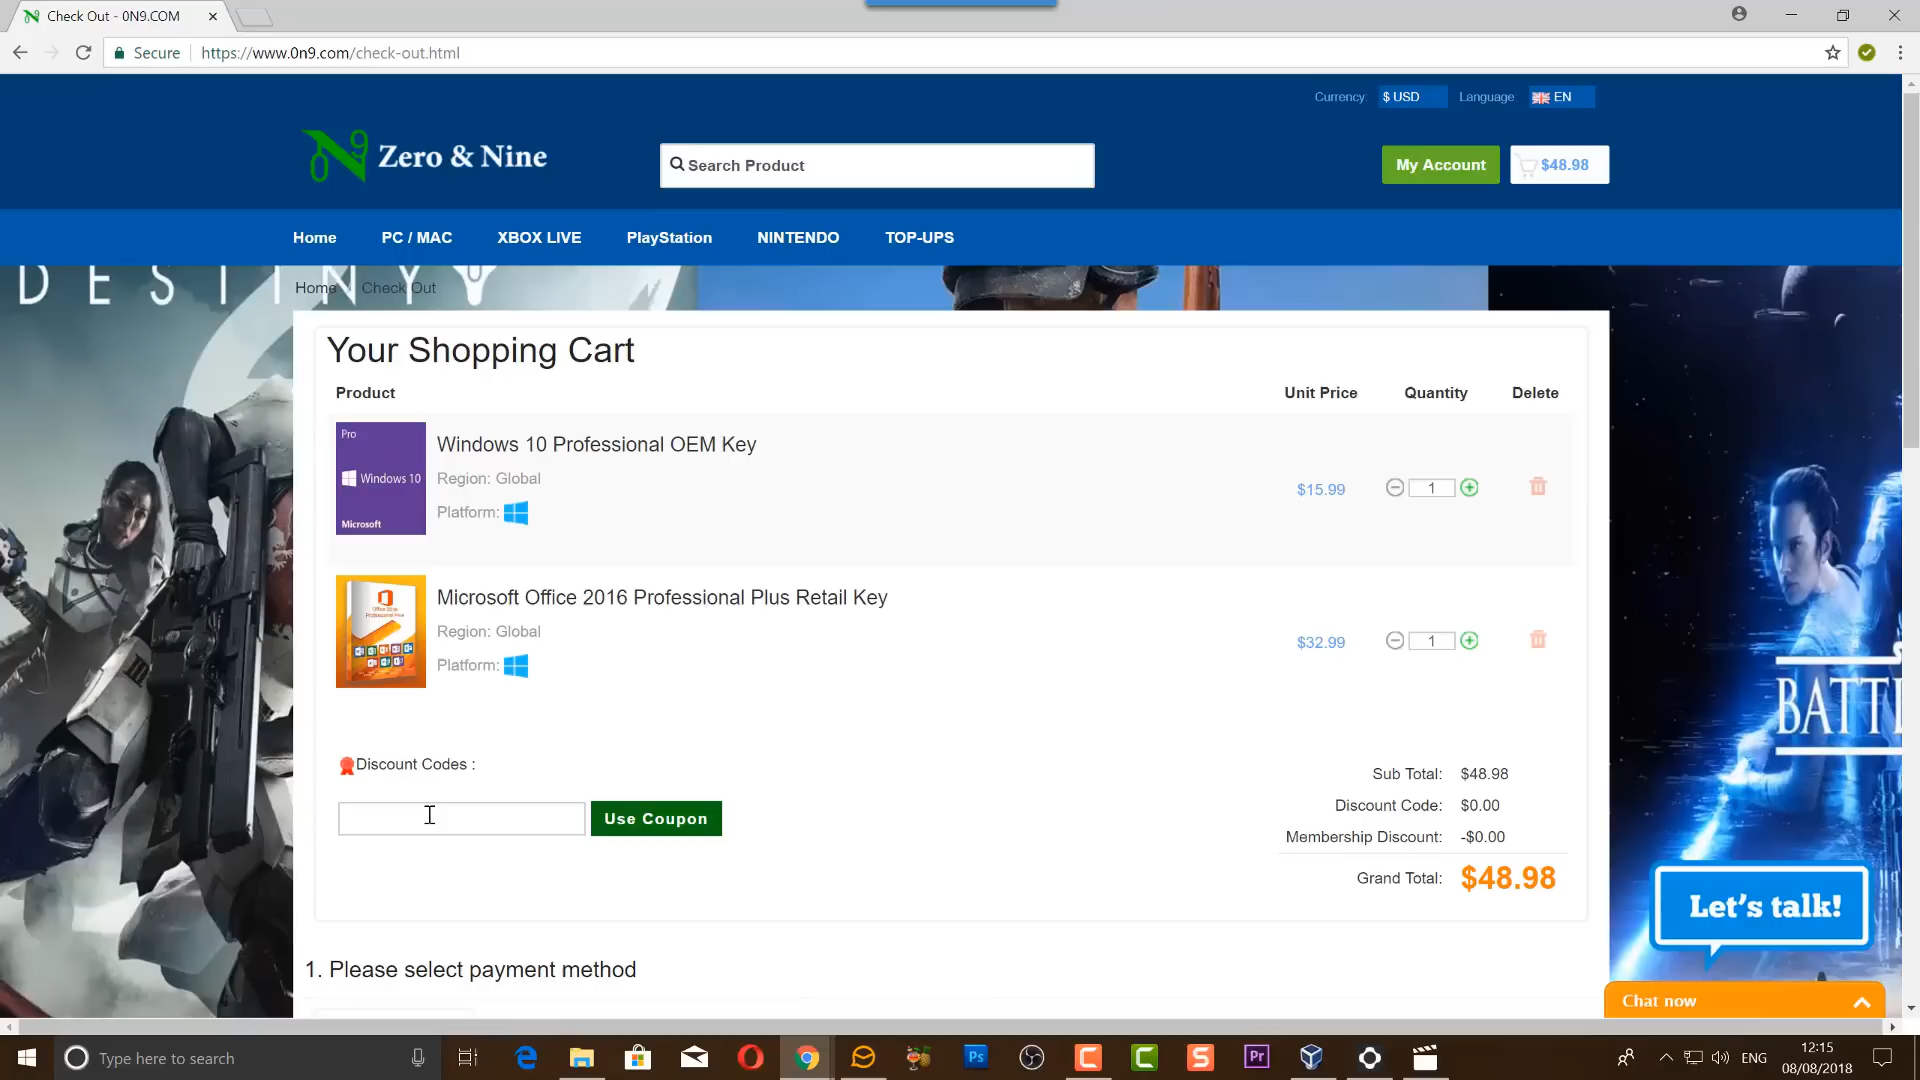 Check Out - 0N9.COM
Secure
https://www.0n9.com/check-out.html
Currency: $ USD Language: EN
Zero & Nine
Search Product
My Account
$48.98
Home PC / MAC XBOX LIVE PlayStation NINTENDO TOP-UPS
DESTINY
Home Check Out
Your Shopping Cart
Product Unit Price Quantity Delete
Pro
Windows 10
Microsoft
Windows 10 Professional OEM Key
Region: Global
Platform:
$15.99 1
Microsoft Office 2016 Professional Plus Retail Key
Region: Global
Platform:
$32.99 1
Discount Codes :
Use Coupon
Sub Total: $48.98
Discount Code: $0.00
Membership Discount: -$0.00
Grand Total: $48.98
BATTL
Let's talk!
1. Please select payment method
Chat now
Type here to search
Ps
Pr
ENG
12:15
08/08/2018